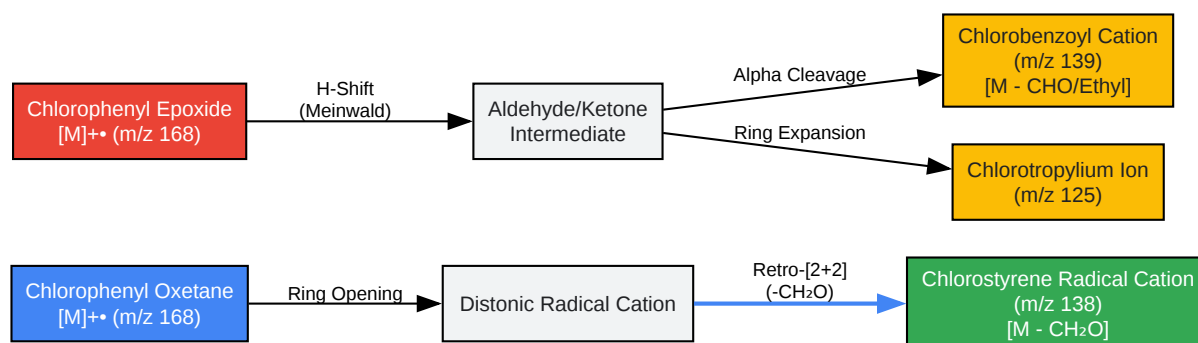 Chlorophenyl Epoxide
[M]+• (m/z 168)
H-Shift
(Meinwald)
Aldehyde/Ketone
Intermediate
Alpha Cleavage
Ring Expansion
Chlorobenzoyl Cation
(m/z 139)
[M - CHO/Ethyl]
Chlorotropylium Ion
(m/z 125)
Chlorophenyl Oxetane
[M]+• (m/z 168)
Ring Opening
Distonic Radical Cation
Retro-[2+2]
(-CH₂O)
Chlorostyrene Radical Cation
(m/z 138)
[M - CH₂O]